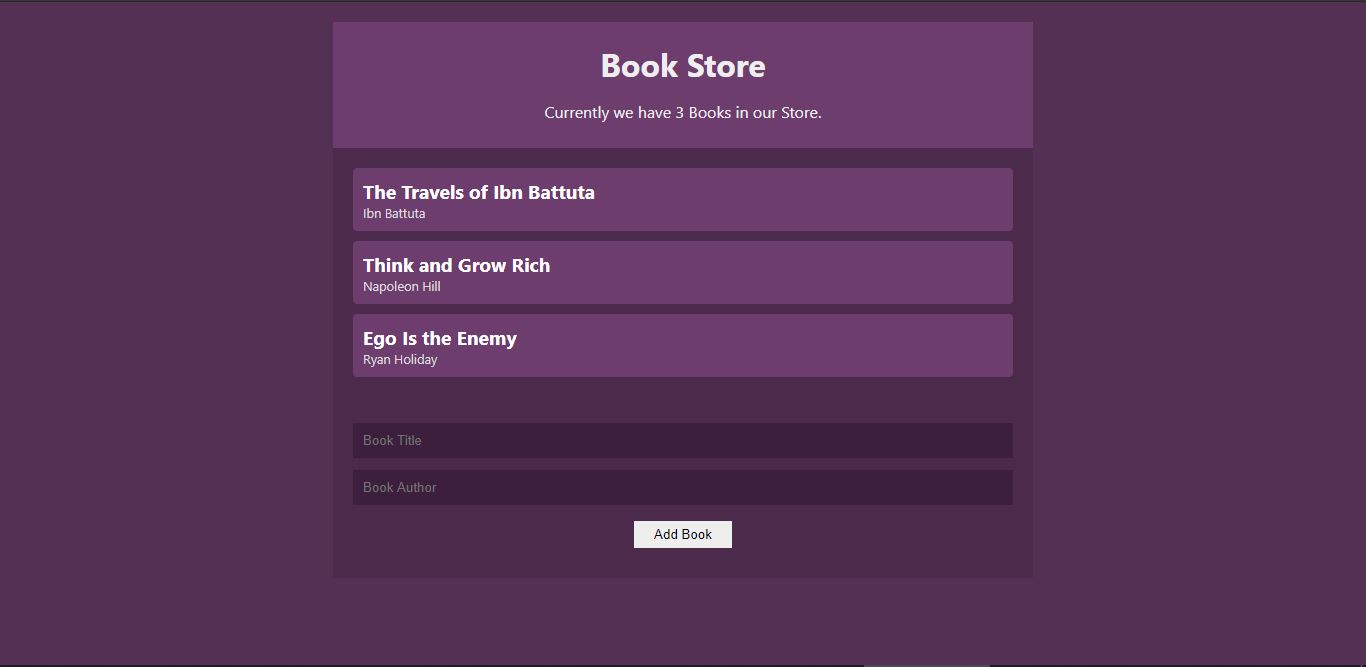 Book Store
Currently we have 3 Books in our Store.
The Travels of Ibn Battuta
Ibn Battuta
Think and Grow Rich
Napoleon Hill
Ego Is the Enemy
Ryan Holiday
Book Title
Book Author
Add Book